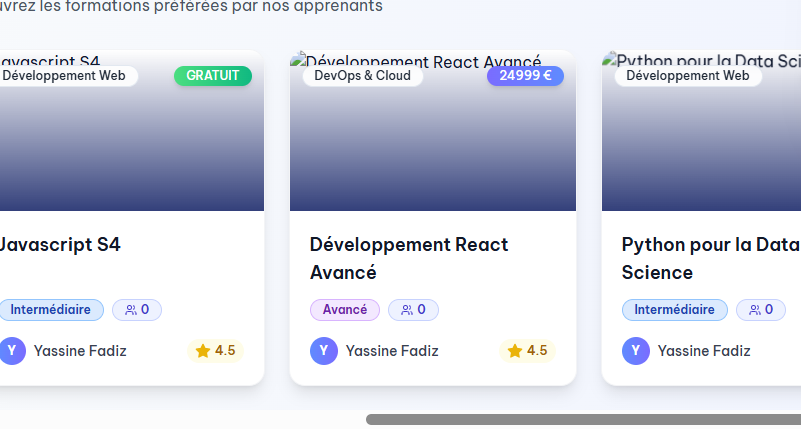 uvrez les formations préférées par nos apprenants
avascript S4
Développement Web
GRATUIT
Javascript S4
Intermédiaire
0
Y
Yassine Fadiz
4.5
Développement React Avancé
DevOps & Cloud
24999 €
Développement React
Avancé
Avancé
0
Y
Yassine Fadiz
4.5
Python pour la Data Sci
Développement Web
Python pour la Data
Science
Intermédiaire
0
Y
Yassine Fadiz